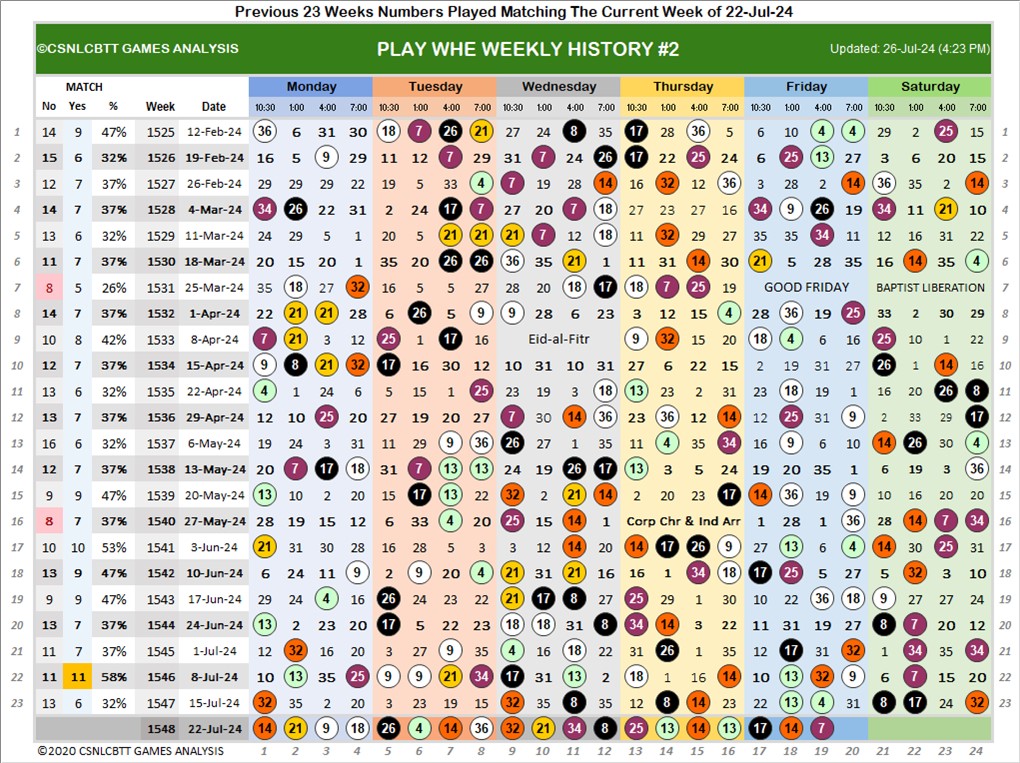 Previous 23 Weeks Numbers Played Matching The Current Week of 22-Jul-24
©CSNLCBTT GAMES ANALYSIS PLAY WHE WEEKLY HISTORY #2 Updated: 26-Jul-24 (4:23 PM)
MATCH Monday Tuesday Wednesday Thursday Friday Saturday
No Yes % Week Date 10:30 1:00 4:00 7:00 10:30 1:00 4:00 7:00 10:30 1:00 4:00 7:00 10:30 1:00 4:00 7:00 10:30 1:00 4:00 7:00 10:30 1:00 4:00 7:00
1 14 9 47% 1525 12-Feb-24 36 6 31 30 18 7 26 21 27 24 8 35 17 28 36 5 6 10 4 4 29 2 23 15 1
2 15 6 32% 1526 19-Feb-24 16 5 9 29 11 12 7 29 31 7 24 26 17 22 25 24 6 25 13 27 3 6 20 15 2
3 12 7 37% 1527 26-Feb-24 29 29 29 22 19 5 33 4 7 19 28 14 16 32 12 36 3 28 2 14 36 35 2 14 3
4 14 7 37% 1528 4-Mar-24 34 26 22 31 2 24 17 7 27 20 7 18 27 23 27 16 34 9 26 19 34 11 21 10 4
5 13 6 32% 1529 11-Mar-24 24 29 5 1 20 5 21 21 21 7 12 18 11 32 29 27 35 35 34 11 12 16 31 22 5
6 11 7 37% 1530 18-Mar-24 20 15 20 1 35 20 26 26 36 35 21 1 11 31 14 30 21 5 28 35 16 14 35 4 6
7 8 5 26% 1531 25-Mar-24 35 18 27 32 16 5 5 27 28 20 18 17 18 7 25 19 GOOD FRIDAY BAPTIST LIBERATION 7
8 14 7 37% 1532 1-Apr-24 22 21 21 28 6 26 5 9 9 28 6 23 3 12 15 4 28 36 19 25 33 2 30 29 8
9 10 8 42% 1533 8-Apr-24 7 21 3 12 25 1 17 16 Eid-al-Fitr 9 32 15 20 18 4 6 19 25 10 1 22 9
10 12 7 37% 1534 15-Apr-24 9 8 21 32 17 16 30 12 10 31 10 31 27 6 22 15 2 19 31 27 26 1 14 16 10
11 13 6 32% 1535 22-Apr-24 4 1 24 6 5 15 1 25 23 19 3 18 13 23 22 31 23 18 19 1 16 20 26 8 11
12 13 7 37% 1536 29-Apr-24 12 10 25 20 27 19 20 27 7 30 14 36 23 36 12 14 12 25 31 9 2 33 29 17 12
13 16 6 32% 1537 6-May-24 19 24 3 31 11 29 9 36 26 27 1 35 11 4 35 34 16 9 6 10 14 26 30 4 13
14 12 7 37% 1538 13-May-24 20 7 17 18 31 7 13 13 24 19 26 17 13 3 5 24 19 20 35 1 6 19 3 36 14
15 9 9 47% 1539 20-May-24 13 10 2 20 15 17 13 22 32 2 21 14 2 20 23 17 14 36 19 9 10 16 20 20 15
16 8 7 37% 1540 27-May-24 28 19 15 12 6 33 4 20 25 15 14 1 Corp Chr & Ind Arr 1 28 1 36 28 14 7 34 16
17 10 10 53% 1541 3-Jun-24 21 31 30 28 16 28 5 3 3 12 14 20 14 17 26 9 27 13 6 4 14 30 25 31 17
18 13 9 47% 1542 10-Jun-24 6 24 11 9 2 9 20 4 21 31 21 16 16 1 34 18 17 25 5 27 5 32 3 10 18
19 9 9 47% 1543 17-Jun-24 29 24 4 16 26 24 23 22 21 17 8 27 25 29 1 30 10 22 36 18 9 27 27 24 19
20 13 7 37% 1544 24-Jun-24 13 2 23 20 17 5 22 23 18 18 31 8 34 14 3 22 11 31 19 27 8 7 20 12 20
21 11 7 37% 1545 1-Jul-24 12 32 16 20 3 27 9 35 4 16 18 22 31 26 1 35 12 17 31 32 1 34 35 34 21
22 11 11 58% 1546 8-Jul-24 10 13 35 25 9 9 21 34 17 31 13 2 18 1 16 14 10 13 32 9 6 7 15 20 22
23 13 6 32% 1547 15-Jul-24 32 35 2 20 3 23 19 15 32 3 8 35 12 8 14 23 19 13 4 31 8 17 24 32 23
1548 22-Jul-24 14 21 9 18 26 4 14 36 32 21 34 8 25 13 14 13 17 14 7
©2020 CSNLCBTT GAMES ANALYSIS 1 2 3 4 5 6 7 8 9 10 11 12 13 14 15 16 17 18 19 20 21 22 23 24